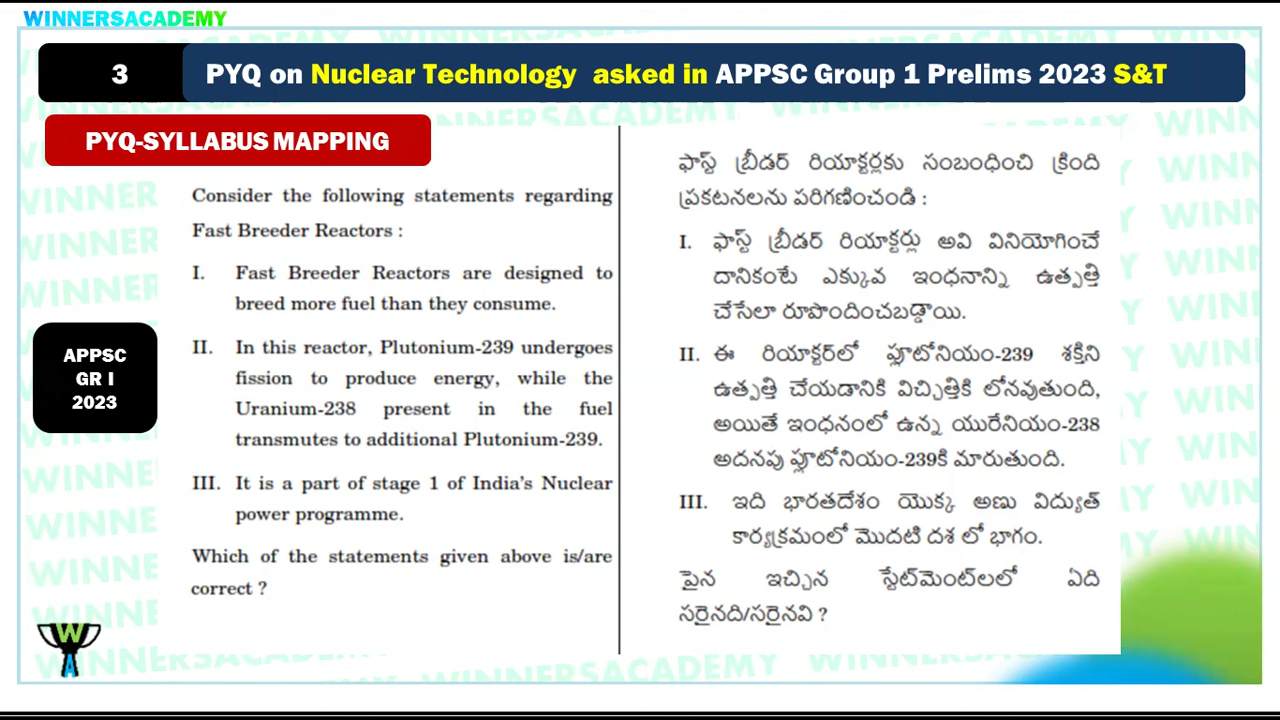 WINNERSACADEMY
3
PYQ on Nuclear Technology asked in APPSC Group 1 Prelims 2023 S&T
PYQ-SYLLABUS MAPPING
APPSC
GR I
2023
Consider the following statements regarding
Fast Breeder Reactors :
I. Fast Breeder Reactors are designed to
breed more fuel than they consume.
II. In this reactor, Plutonium-239 undergoes
fission to produce energy, while the
Uranium-238 present in the fuel
transmutes to additional Plutonium-239.
III. It is a part of stage 1 of India's Nuclear
power programme.
Which of the statements given above is/are
correct ?
ఫాస్ట్ బ్రీడర్ రియాక్టర్లకు సంబంధించి క్రింది
ప్రకటనలను పరిగణించండి :
I. ఫాస్ట్ బ్రీడర్ రియాక్టర్లు అవి వినియోగించే
దానికంటే ఎక్కువ ఇంధనాన్ని ఉత్పత్తి
చేసేలా రూపొందించబడ్డాయి.
II. ఈ రియాక్టర్‌లో ప్లూటోనియం-239 శక్తిని
ఉత్పత్తి చేయడానికి విచ్ఛిత్తికి లోనవుతుంది,
అయితే ఇంధనంలో ఉన్న యురేనియం-238
అదనపు ప్లూటోనియం-239కి మారుతుంది.
III. ఇది భారతదేశం యొక్క అణు విద్యుత్
కార్యక్రమంలో మొదటి దశ లో భాగం.
పైన ఇచ్చిన స్టేట్‌మెంట్‌లలో ఏది
సరైనది/సరైనవి ?
WA